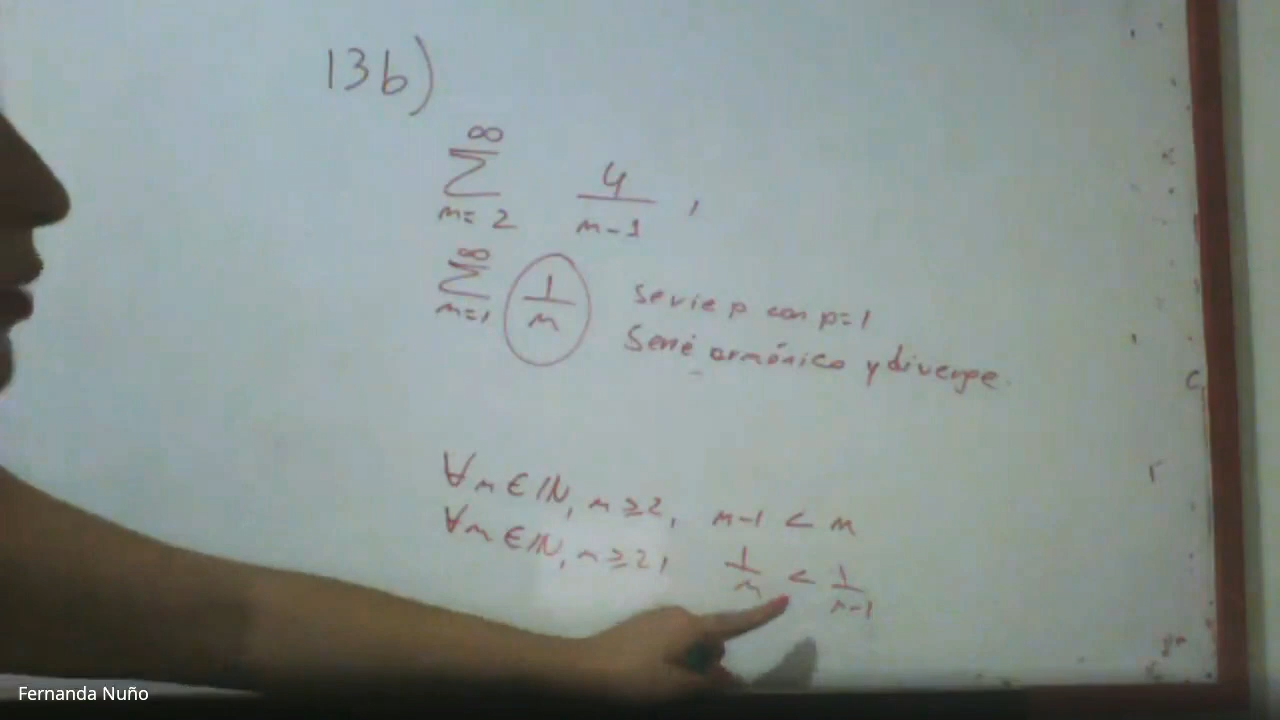 13b)
∞
Σ 4/n-1 ,
n=2
∞
Σ 1/n serie p con p=1
n=1
Serie armónica y diverge.
∀n∈ℕ, n≥2, n-1 < n
∀n∈ℕ, n≥2, 1/n < 1/n-1
Fernanda Nuño